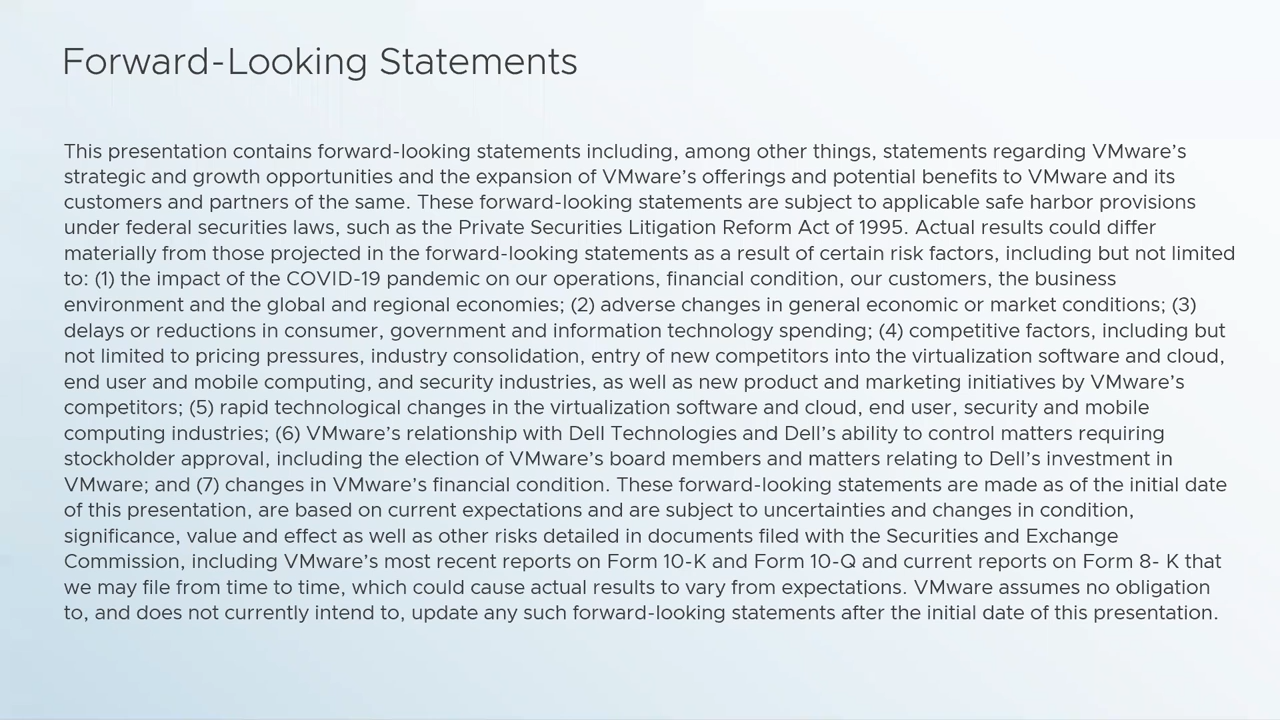 Forward-Looking Statements
This presentation contains forward-looking statements including, among other things, statements regarding VMware’s
strategic and growth opportunities and the expansion of VMware’s offerings and potential benefits to VMware and its
customers and partners of the same. These forward-looking statements are subject to applicable safe harbor provisions
under federal securities laws, such as the Private Securities Litigation Reform Act of 1995. Actual results could differ
materially from those projected in the forward-looking statements as a result of certain risk factors, including but not limited
to: (1) the impact of the COVID-19 pandemic on our operations, financial condition, our customers, the business
environment and the global and regional economies; (2) adverse changes in general economic or market conditions; (3)
delays or reductions in consumer, government and information technology spending; (4) competitive factors, including but
not limited to pricing pressures, industry consolidation, entry of new competitors into the virtualization software and cloud,
end user and mobile computing, and security industries, as well as new product and marketing initiatives by VMware’s
competitors; (5) rapid technological changes in the virtualization software and cloud, end user, security and mobile
computing industries; (6) VMware’s relationship with Dell Technologies and Dell’s ability to control matters requiring
stockholder approval, including the election of VMware’s board members and matters relating to Dell’s investment in
VMware; and (7) changes in VMware’s financial condition. These forward-looking statements are made as of the initial date
of this presentation, are based on current expectations and are subject to uncertainties and changes in condition,
significance, value and effect as well as other risks detailed in documents filed with the Securities and Exchange
Commission, including VMware’s most recent reports on Form 10-K and Form 10-Q and current reports on Form 8- K that
we may file from time to time, which could cause actual results to vary from expectations. VMware assumes no obligation
to, and does not currently intend to, update any such forward-looking statements after the initial date of this presentation.